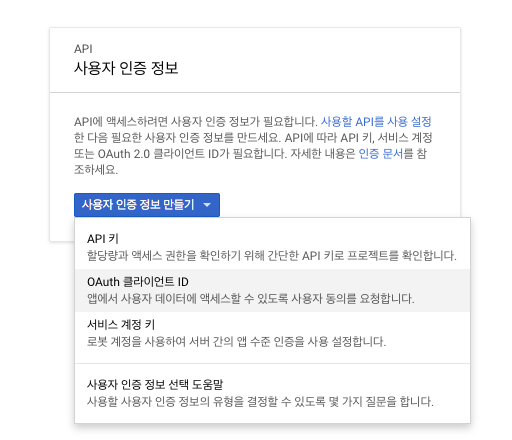 API
사용자 인증 정보
API에 액세스하려면 사용자 인증 정보가 필요합니다. 사용할 API를 사용 설정
한 다음 필요한 사용자 인증 정보를 만드세요. API에 따라 API 키, 서비스 계정
또는 OAuth 2.0 클라이언트 ID가 필요합니다. 자세한 내용은 인증 문서를 참
조하세요.
사용자 인증 정보 만들기
API 키
할당량과 액세스 권한을 확인하기 위해 간단한 API 키로 프로젝트를 확인합니다.
OAuth 클라이언트 ID
앱에서 사용자 데이터에 액세스할 수 있도록 사용자 동의를 요청합니다.
서비스 계정 키
로봇 계정을 사용하여 서버 간의 앱 수준 인증을 사용 설정합니다.
사용자 인증 정보 선택 도움말
사용할 사용자 인증 정보의 유형을 결정할 수 있도록 몇 가지 질문을 합니다.